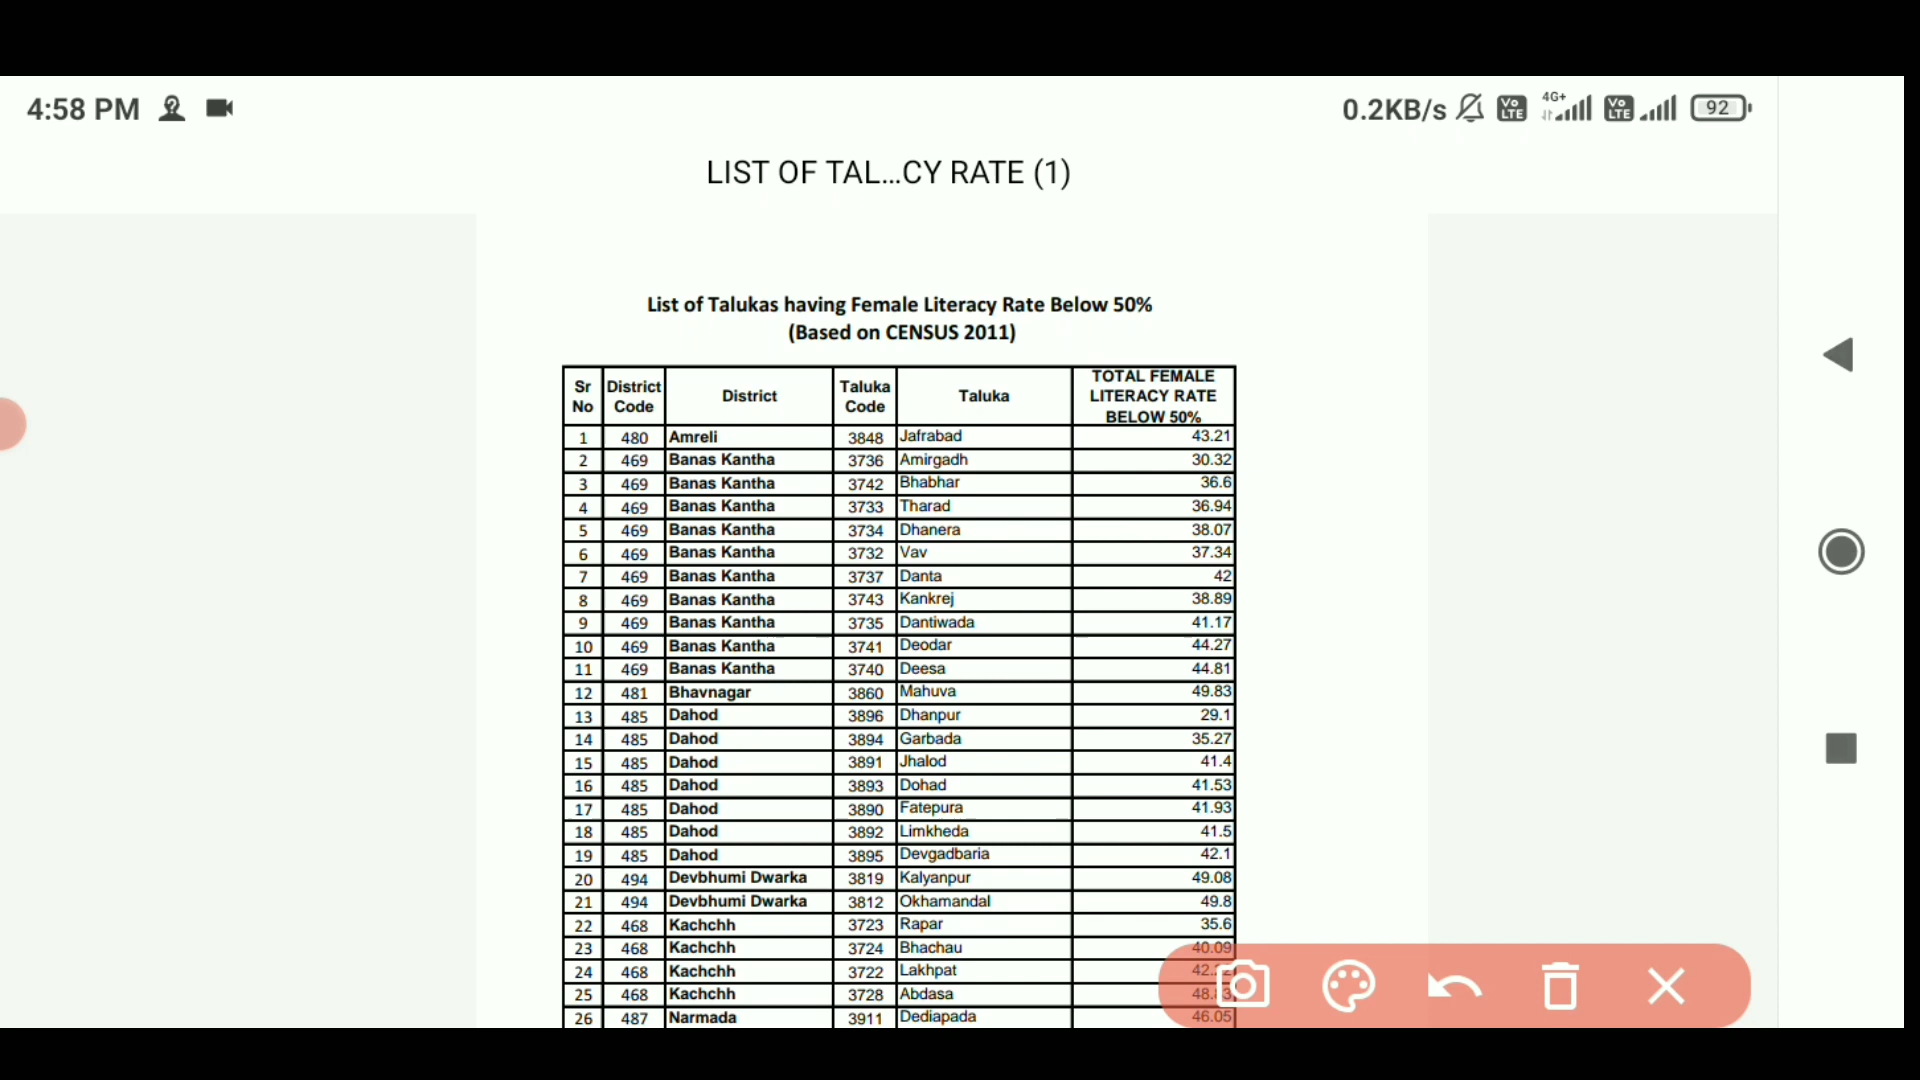 4:58 PM
0.2KB/s Vo LTE 4G+ Vo LTE 92
LIST OF TAL...CY RATE (1)
List of Talukas having Female Literacy Rate Below 50%
(Based on CENSUS 2011)
Sr No District Code District Taluka Code Taluka TOTAL FEMALE LITERACY RATE BELOW 50%
1 480 Amreli 3848 Jafrabad 43.21
2 469 Banas Kantha 3736 Amirgadh 30.32
3 469 Banas Kantha 3742 Bhabhar 36.6
4 469 Banas Kantha 3733 Tharad 36.94
5 469 Banas Kantha 3734 Dhanera 38.07
6 469 Banas Kantha 3732 Vav 37.34
7 469 Banas Kantha 3737 Danta 42
8 469 Banas Kantha 3743 Kankrej 38.89
9 469 Banas Kantha 3735 Dantiwada 41.17
10 469 Banas Kantha 3741 Deodar 44.27
11 469 Banas Kantha 3740 Deesa 44.81
12 481 Bhavnagar 3860 Mahuva 49.83
13 485 Dahod 3896 Dhanpur 29.1
14 485 Dahod 3894 Garbada 35.27
15 485 Dahod 3891 Jhalod 41.4
16 485 Dahod 3893 Dohad 41.53
17 485 Dahod 3890 Fatepura 41.93
18 485 Dahod 3892 Limkheda 41.5
19 485 Dahod 3895 Devgadbaria 42.1
20 494 Devbhumi Dwarka 3819 Kalyanpur 49.08
21 494 Devbhumi Dwarka 3812 Okhamandal 49.8
22 468 Kachchh 3723 Rapar 35.6
23 468 Kachchh 3724 Bhachau 40.09
24 468 Kachchh 3722 Lakhpat
25 468 Kachchh 3728 Abdasa
26 487 Narmada 3911 Dediapada 46.05